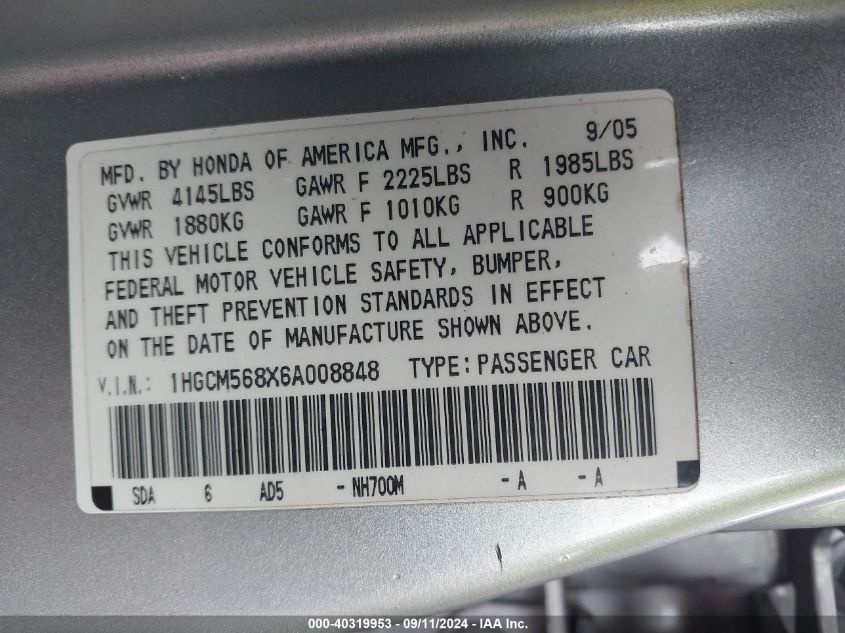 MFD. BY HONDA OF AMERICA MFG., INC. 9/05
GVWR 4145LBS GAWR F 2225LBS R 1985LBS
GVWR 1880KG GAWR F 1010KG R 900KG
THIS VEHICLE CONFORMS TO ALL APPLICABLE
FEDERAL MOTOR VEHICLE SAFETY, BUMPER,
AND THEFT PREVENTION STANDARDS IN EFFECT
ON THE DATE OF MANUFACTURE SHOWN ABOVE.
V.I.N.: 1HGCM568X6A008848 TYPE: PASSENGER CAR
SDA 6 AD5 - NH700M - A - A
000-40319953 - 09/11/2024 - IAA Inc.